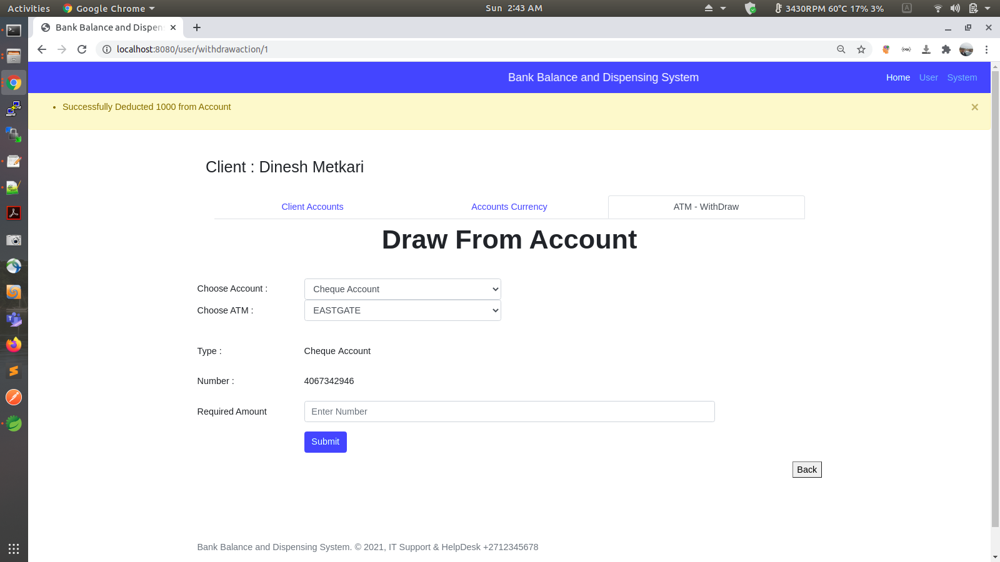 Activities Google Chrome Sun 2:43 AM 3430RPM 60°C 17% 3% A
Bank Balance and Dispen
localhost:8080/user/withdrawaction/1
Bank Balance and Dispensing System Home User System
• Successfully Deducted 1000 from Account ×
Client : Dinesh Metkari
Client Accounts Accounts Currency ATM - WithDraw
Draw From Account
Choose Account : Cheque Account
Choose ATM : EASTGATE
Type : Cheque Account
Number : 4067342946
Required Amount Enter Number
Submit
Back
Bank Balance and Dispensing System. © 2021, IT Support & HelpDesk +2712345678